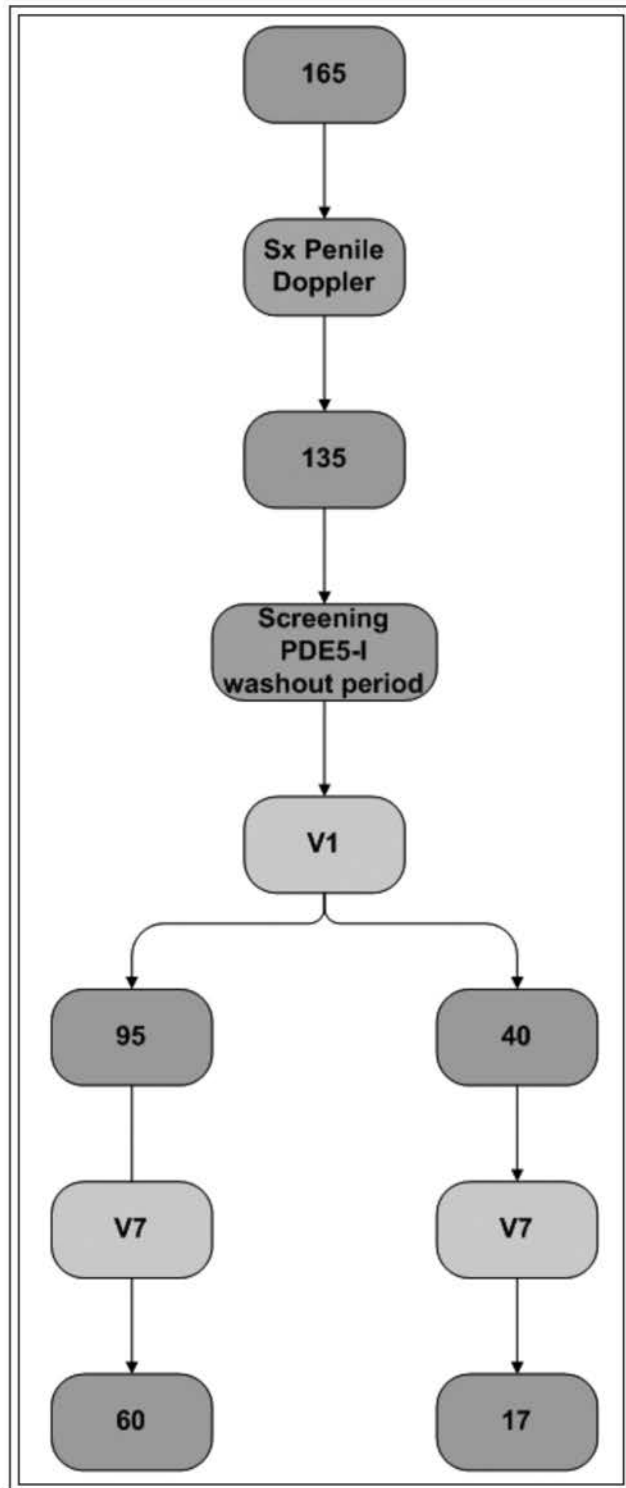 165
Sx Penile
Doppler
135
Screening
PDE5-I
washout period
V1
95
40
V7
V7
60
17